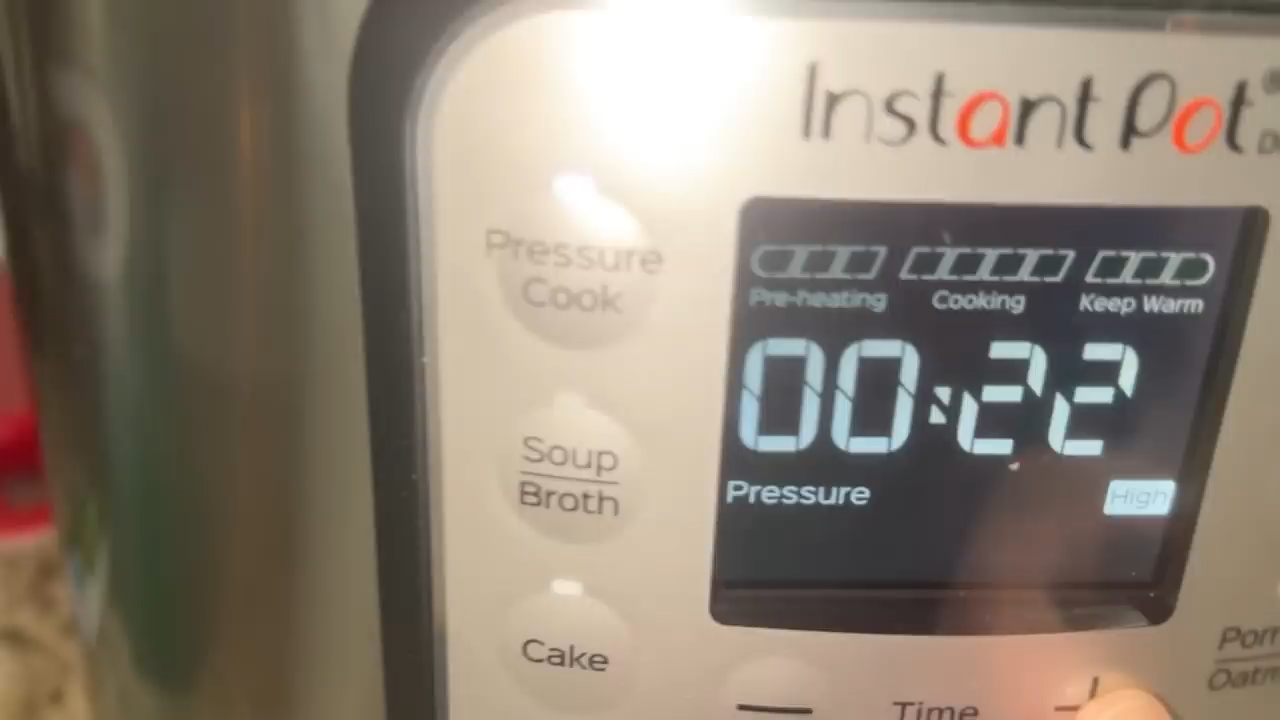 Instant Pot
Pressure
Cook
Pre-heating Cooking Keep Warm
00:22
Pressure High
Soup
Broth
Cake
− Time +